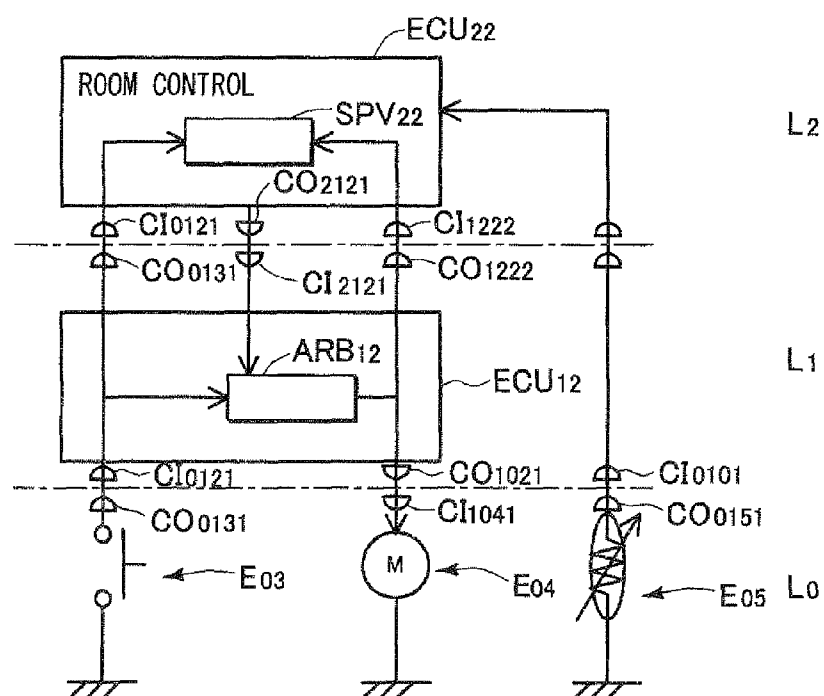 ECU22
ROOM CONTROL
SPV22
L2
CO2121
CI0121
CI1222
CO0131
CI2121
CO1222
ARB12
L1
ECU12
CI0121
CO1021
CI0101
CO0131
CI1041
CO0151
M
E03
E04
E05
L0